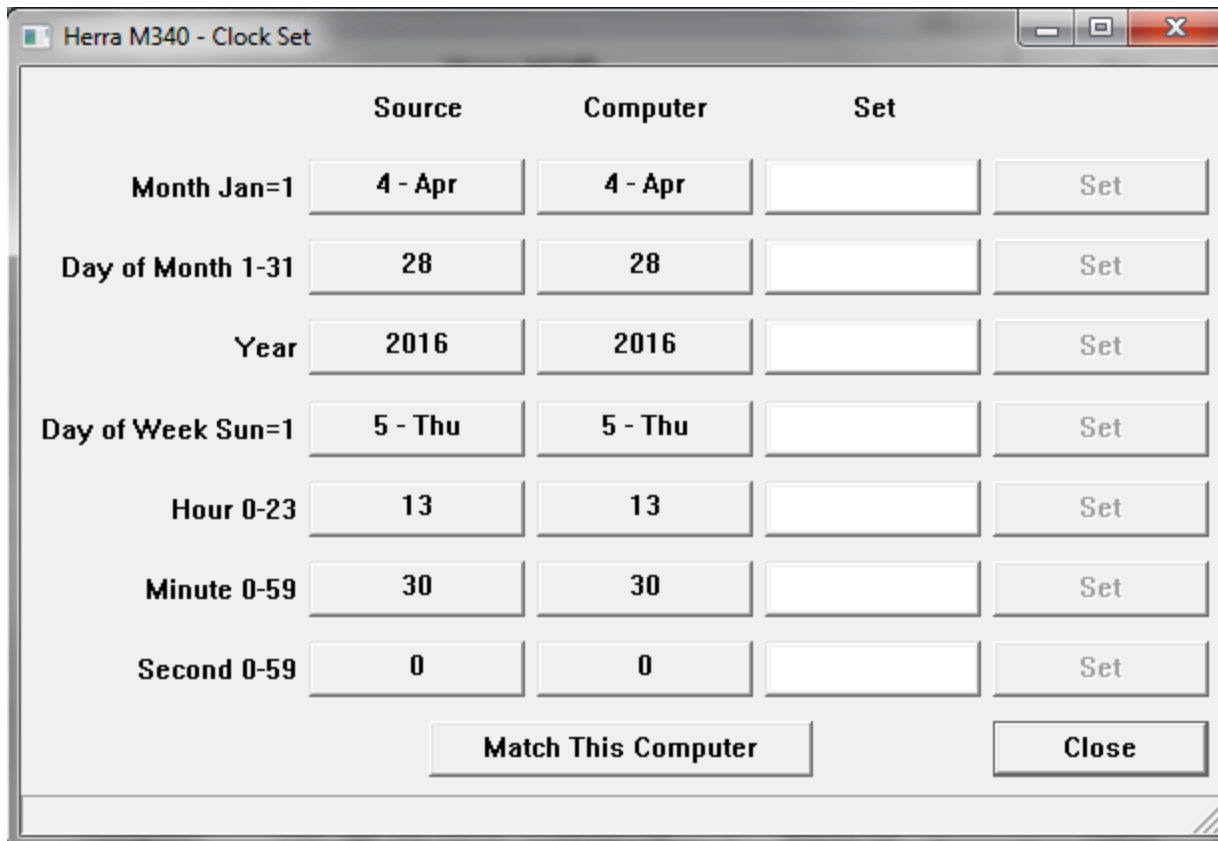 Herra M340 - Clock Set
Source Computer Set
Month Jan=1 4 - Apr 4 - Apr Set
Day of Month 1-31 28 28 Set
Year 2016 2016 Set
Day of Week Sun=1 5 - Thu 5 - Thu Set
Hour 0-23 13 13 Set
Minute 0-59 30 30 Set
Second 0-59 0 0 Set
Match This Computer Close